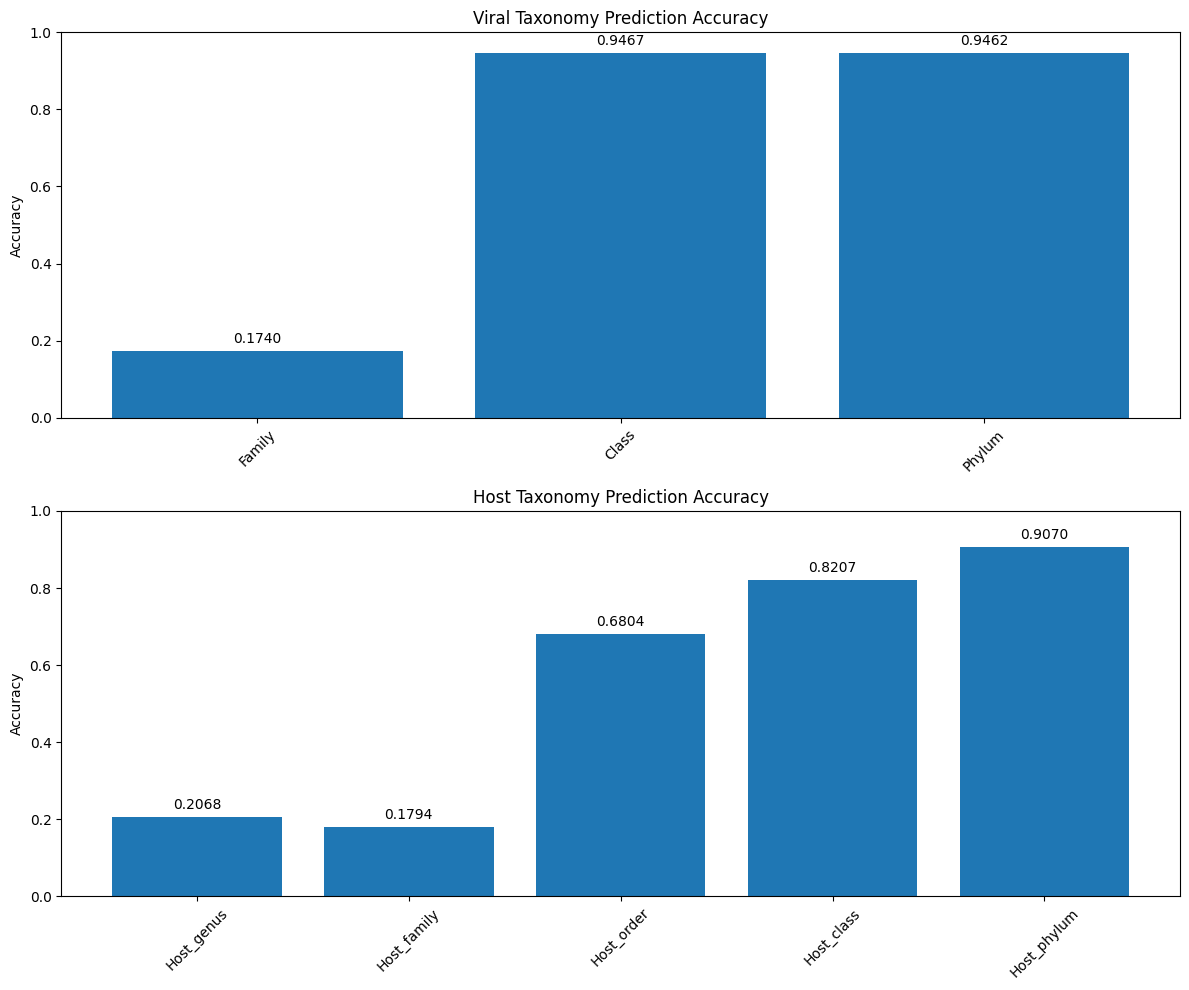 Viral Taxonomy Prediction Accuracy
1.0
0.8
0.6
0.4
0.2
0.0
Accuracy
0.1740
0.9467
0.9462
Family
Class
Phylum
Host Taxonomy Prediction Accuracy
1.0
0.8
0.6
0.4
0.2
0.0
Accuracy
0.2068
0.1794
0.6804
0.8207
0.9070
Host_genus
Host_family
Host_order
Host_class
Host_phylum